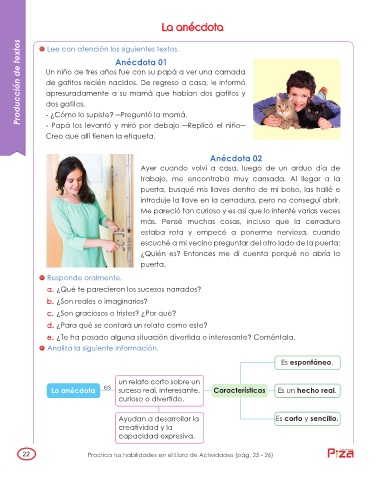 La anécdota
Producción de textos
Lee con atención los siguientes textos.
Anécdota 01
Un niño de tres años fue con su papá a ver una camada
de gatitos recién nacidos. De regreso a casa, le informó
apresuradamente a su mamá que habían dos gatitos y
dos gatitas.
- ¿Cómo lo supiste? —Preguntó la mamá.
- Papá los levantó y miró por debajo —Replicó el niño—
Creo que allí tienen la etiqueta.
Anécdota 02
Ayer cuando volví a casa, luego de un arduo día de
trabajo, me encontraba muy cansada. Al llegar a la
puerta, busqué mis llaves dentro de mi bolso, las hallé e
introduje la llave en la cerradura, pero no conseguí abrir.
Me pareció tan curioso y es así que lo intenté varias veces
más. Pensé muchas cosas, incluso que la cerradura
estaba rota y empecé a ponerme nerviosa, cuando
escuché a mi vecino preguntar del otro lado de la puerta:
¿Quién es? Entonces me di cuenta porqué no abría la
puerta.
Responde oralmente.
a. ¿Qué te parecieron los sucesos narrados?
b. ¿Son reales o imaginarios?
c. ¿Son graciosos o tristes? ¿Por qué?
d. ¿Para qué se contará un relato como este?
e. ¿Te ha pasado alguna situación divertida o interesante? Coméntala.
Analiza la siguiente información.
La anécdota
es
un relato corto sobre un
suceso real, interesante,
curioso o divertido.
Ayudan a desarrollar la
creatividad y la
capacidad expresiva.
Características
Es espontáneo.
Es un hecho real.
Es corto y sencillo.
22
Practica tus habilidades en el Libro de Actividades (pág. 25 - 26)
Pizza